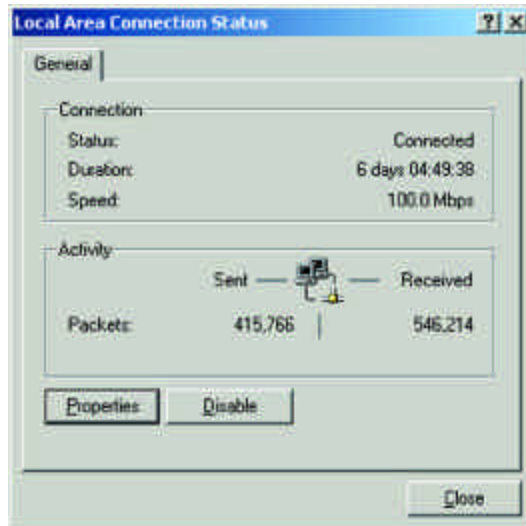 Local Area Connection Status
General
Connection
Status: Connected
Duration: 6 days 04:49:38
Speed: 100.0 Mbps
Activity
Sent Received
Packets: 415,766 546,214
Properties Disable
Close